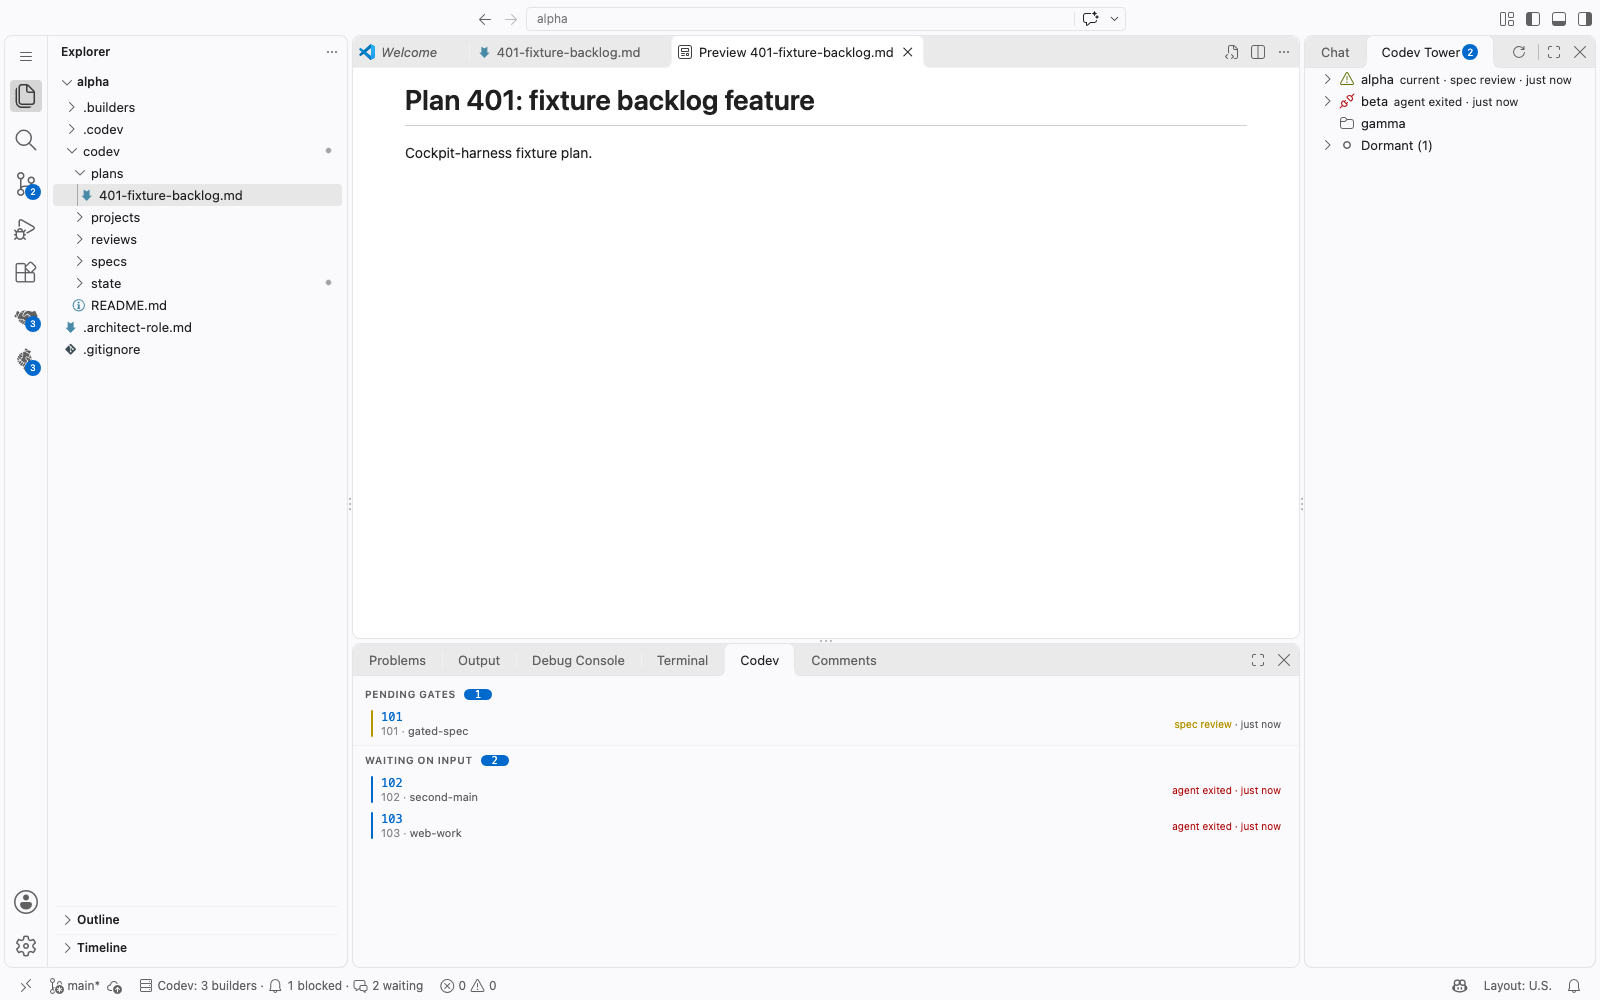 alpha
Explorer
alpha
.builders
.codev
codev
plans
401-fixture-backlog.md
projects
reviews
specs
state
README.md
.architect-role.md
.gitignore
Outline
Timeline
2
3
3
Welcome
401-fixture-backlog.md
Preview 401-fixture-backlog.md
Plan 401: fixture backlog feature
Cockpit-harness fixture plan.
Problems
Output
Debug Console
Terminal
Codev
Comments
PENDING GATES 1
101
101 · gated-spec
spec review · just now
WAITING ON INPUT 2
102
102 · second-main
agent exited · just now
103
103 · web-work
agent exited · just now
Chat
Codev Tower 2
alpha current · spec review · just now
beta agent exited · just now
gamma
Dormant (1)
main*
Codev: 3 builders · 1 blocked · 2 waiting
0 0
Layout: U.S.